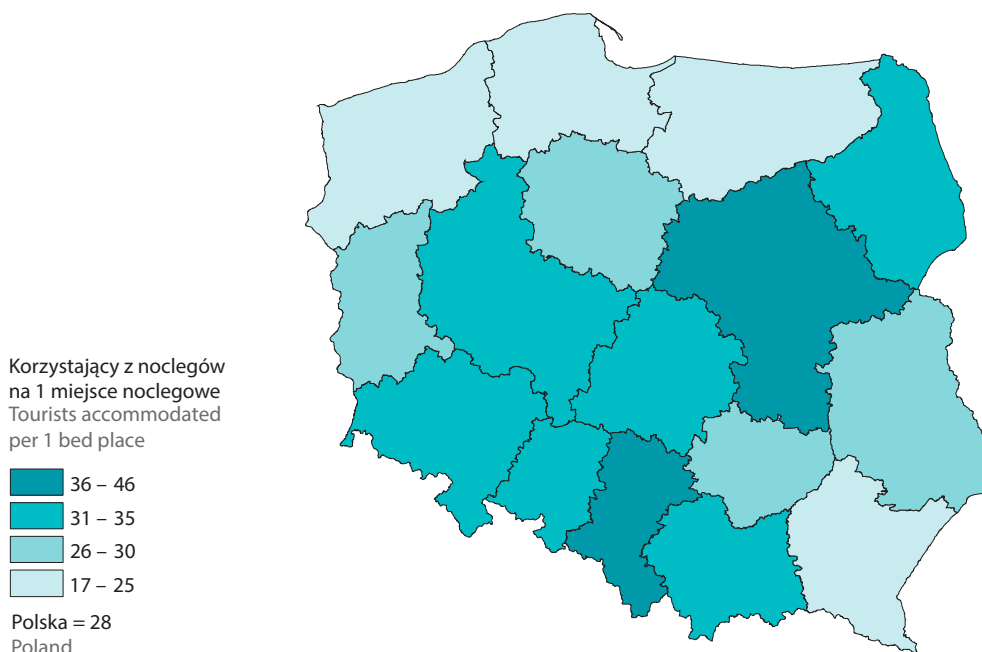 Korzystający z noclegów
na 1 miejsce noclegowe
Tourists accommodated
per 1 bed place
36 – 46
31 – 35
26 – 30
17 – 25
Polska = 28
Poland